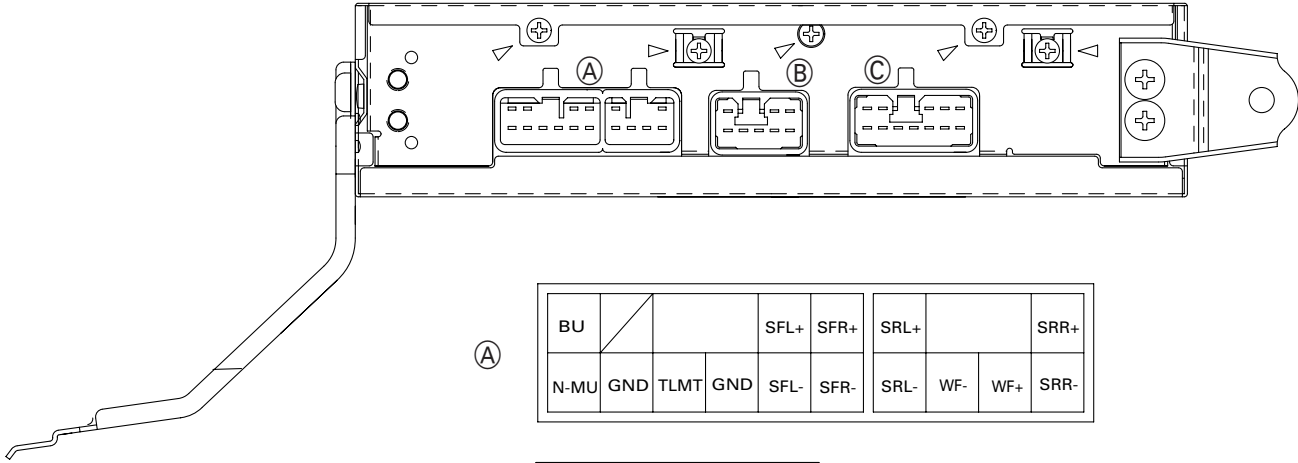 Ⓐ Ⓑ Ⓒ
BU SFL+ SFR+ SRL+ SRR+
Ⓐ
N-MU GND TLMT GND SFL- SFR- SRL- WF- WF+ SRR-